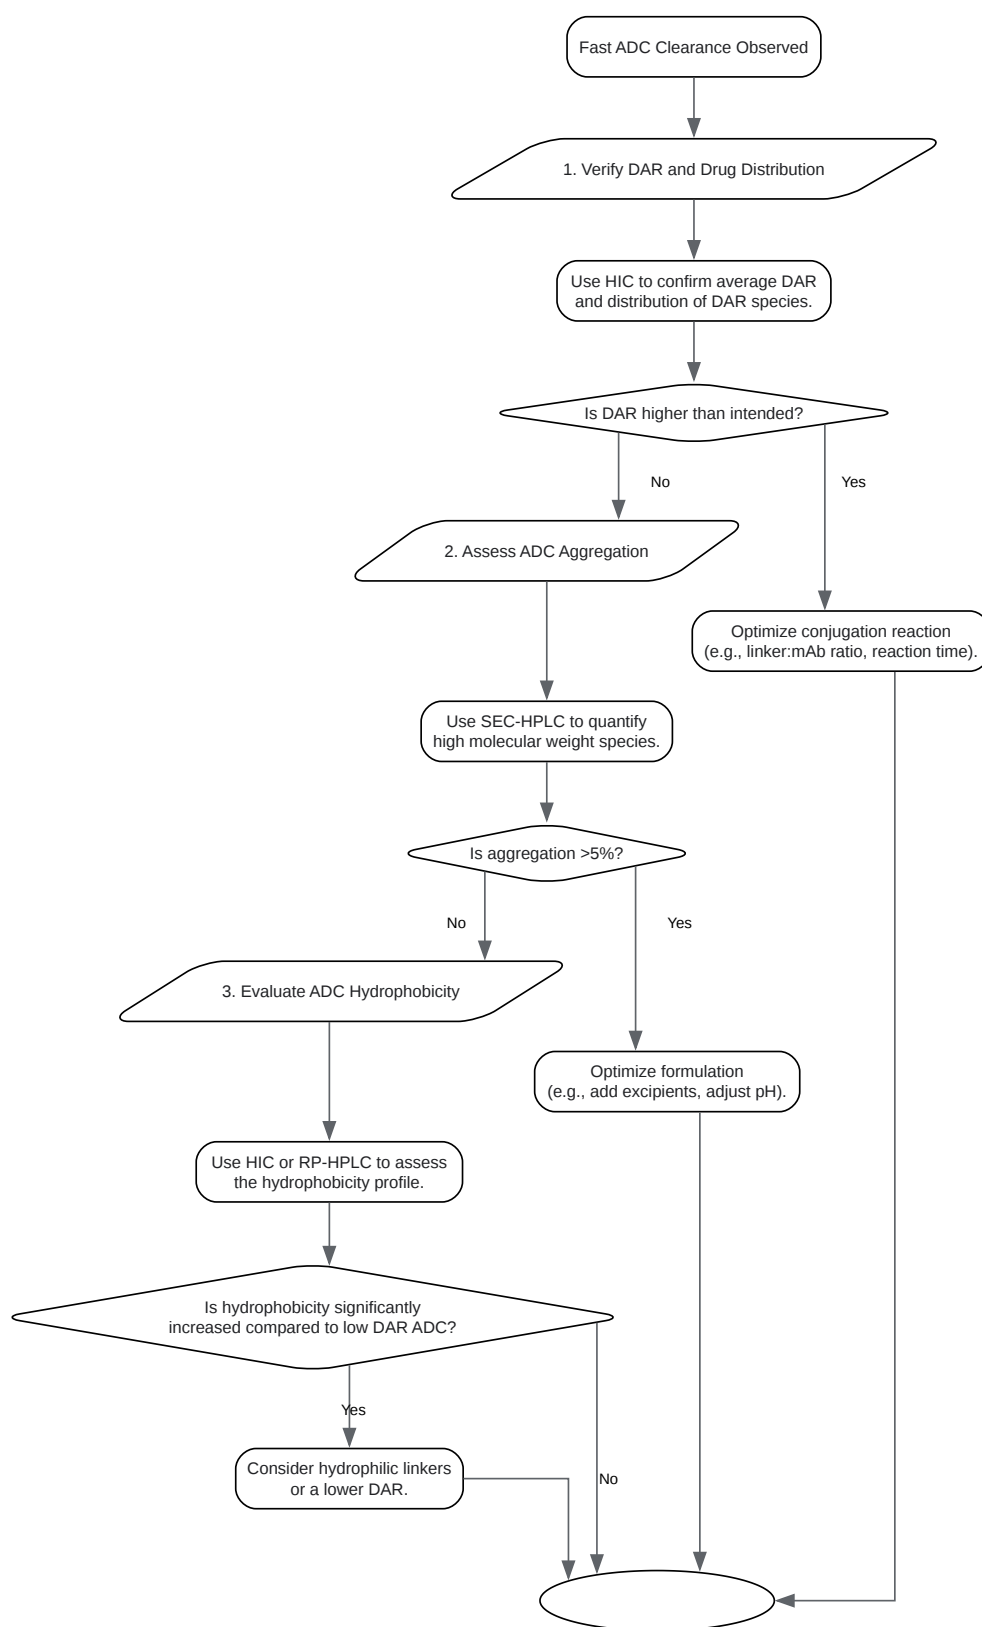 Fast ADC Clearance Observed
1. Verify DAR and Drug Distribution
Use HIC to confirm average DAR
and distribution of DAR species.
Is DAR higher than intended?
No
Yes
2. Assess ADC Aggregation
Optimize conjugation reaction
(e.g., linker:mAb ratio, reaction time).
Use SEC-HPLC to quantify
high molecular weight species.
Is aggregation >5%?
No
Yes
3. Evaluate ADC Hydrophobicity
Optimize formulation
(e.g., add excipients, adjust pH).
Use HIC or RP-HPLC to assess
the hydrophobicity profile.
Is hydrophobicity significantly
increased compared to low DAR ADC?
Yes
Consider hydrophilic linkers
or a lower DAR.
No